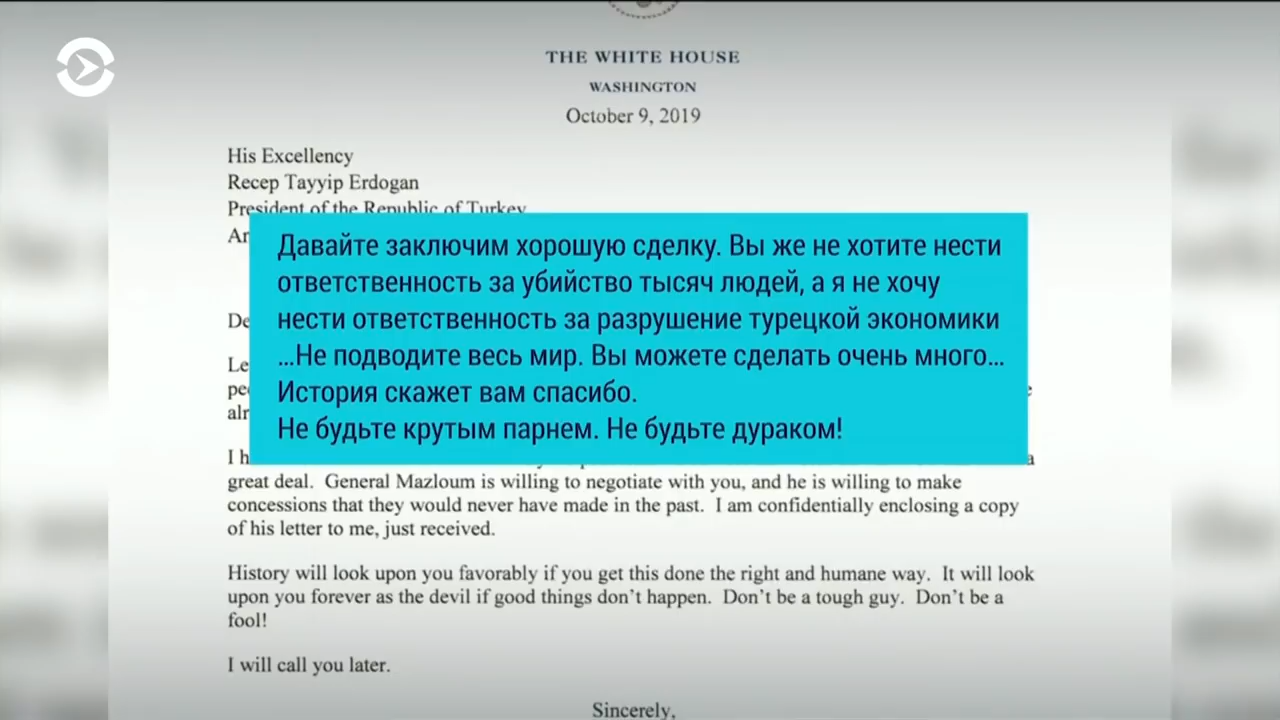 THE WHITE HOUSE
WASHINGTON
October 9, 2019
His Excellency
Recep Tayyip Erdogan
President of the Republic of Turkey
Давайте заключим хорошую сделку. Вы же не хотите нести
ответственность за убийство тысяч людей, а я не хочу
нести ответственность за разрушение турецкой экономики
...Не подводите весь мир. Вы можете сделать очень много...
История скажет вам спасибо.
Не будьте крутым парнем. Не будьте дураком!
I h a
great deal. General Mazloum is willing to negotiate with you, and he is willing to make
concessions that they would never have made in the past. I am confidentially enclosing a copy
of his letter to me, just received.
History will look upon you favorably if you get this done the right and humane way. It will look
upon you forever as the devil if good things don't happen. Don't be a tough guy. Don't be a
fool!
I will call you later.
Sincerely,